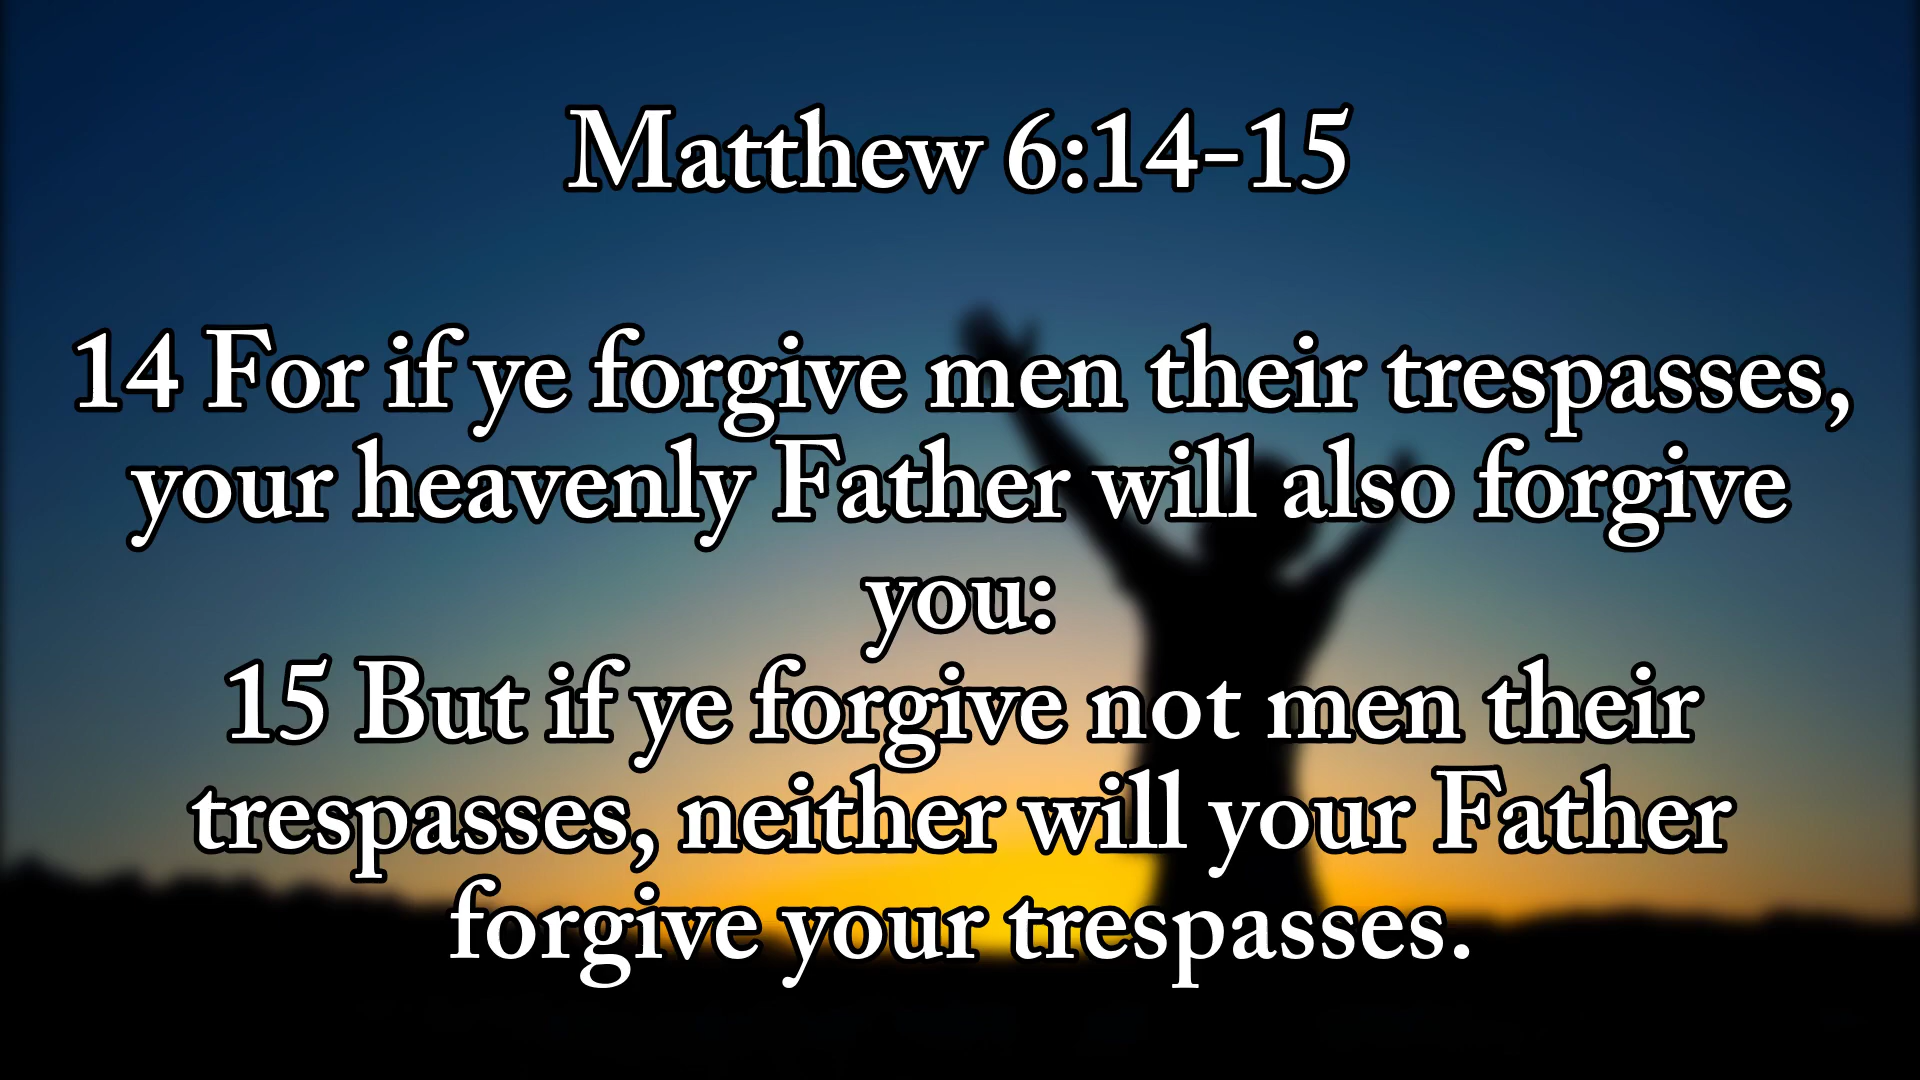 Matthew 6:14-15
14 For if ye forgive men their trespasses,
your heavenly Father will also forgive
you:
15 But if ye forgive not men their
trespasses, neither will your Father
forgive your trespasses.